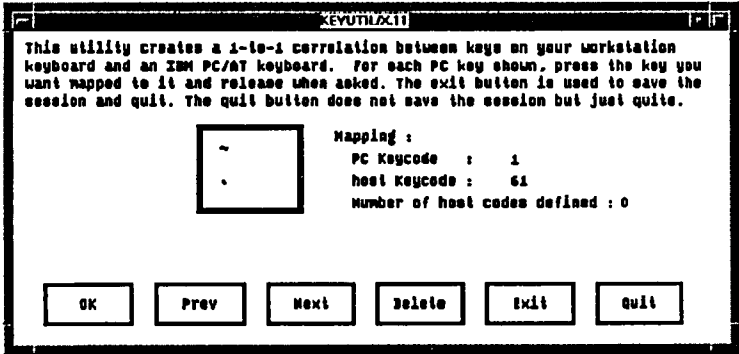 KEYUTIL/X.11
This utility creates a 1-to-1 correlation between keys on your workstation
keyboard and an IBM PC/AT keyboard. For each PC key shown, press the key you
want mapped to it and release when asked. The exit button is used to save the
session and quit. The quit button does not save the session but just quits.
~
`
Mapping :
PC Keycode : 1
host Keycode : 61
Number of host codes defined : 0
OK Prev Next Delete Exit Quit